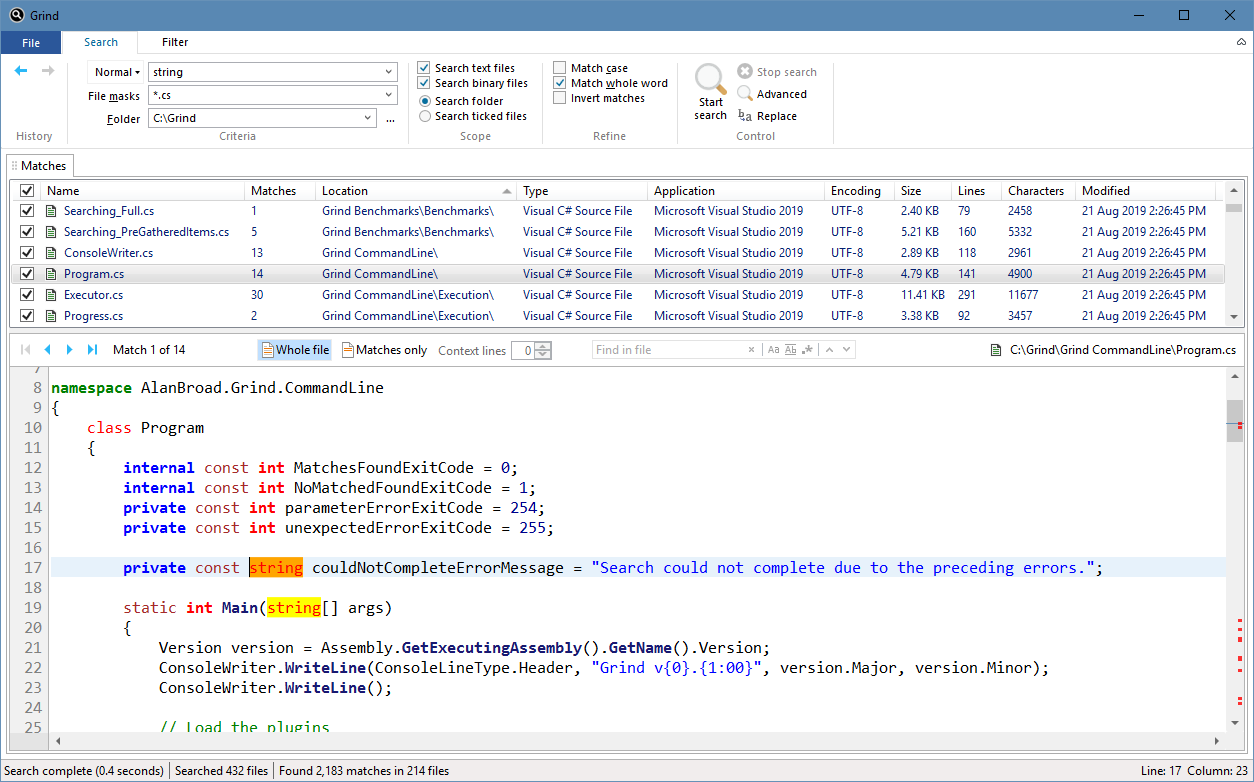 Grind
File Search Filter
Normal string
File masks *.cs
Folder C:\Grind ...
History
Criteria
Search text files
Search binary files
Search folder
Search ticked files
Scope
Match case
Match whole word
Invert matches
Refine
Start search
Stop search
Advanced
Replace
Control
Matches
Name Matches Location Type Application Encoding Size Lines Characters Modified
Searching_Full.cs 1 Grind Benchmarks\Benchmarks\ Visual C# Source File Microsoft Visual Studio 2019 UTF-8 2.40 KB 79 2458 21 Aug 2019 2:26:45 PM
Searching_PreGatheredItems.cs 5 Grind Benchmarks\Benchmarks\ Visual C# Source File Microsoft Visual Studio 2019 UTF-8 5.21 KB 160 5332 21 Aug 2019 2:26:45 PM
ConsoleWriter.cs 13 Grind CommandLine\ Visual C# Source File Microsoft Visual Studio 2019 UTF-8 2.89 KB 118 2961 21 Aug 2019 2:26:45 PM
Program.cs 14 Grind CommandLine\ Visual C# Source File Microsoft Visual Studio 2019 UTF-8 4.79 KB 141 4900 21 Aug 2019 2:26:45 PM
Executor.cs 30 Grind CommandLine\Execution\ Visual C# Source File Microsoft Visual Studio 2019 UTF-8 11.41 KB 291 11677 21 Aug 2019 2:26:45 PM
Progress.cs 2 Grind CommandLine\Execution\ Visual C# Source File Microsoft Visual Studio 2019 UTF-8 3.38 KB 92 3457 21 Aug 2019 2:26:45 PM
Match 1 of 14 Whole file Matches only Context lines 0 Find in file × Aa Ab .* C:\Grind\Grind CommandLine\Program.cs
7
8 namespace AlanBroad.Grind.CommandLine
9 {
10 class Program
11 {
12 internal const int MatchesFoundExitCode = 0;
13 internal const int NoMatchedFoundExitCode = 1;
14 private const int parameterErrorExitCode = 254;
15 private const int unexpectedErrorExitCode = 255;
16
17 private const string couldNotCompleteErrorMessage = "Search could not complete due to the preceding errors.";
18
19 static int Main(string[] args)
20 {
21 Version version = Assembly.GetExecutingAssembly().GetName().Version;
22 ConsoleWriter.WriteLine(ConsoleLineType.Header, "Grind v{0}.{1:00}", version.Major, version.Minor);
23 ConsoleWriter.WriteLine();
24
25 // Load the plugins
Search complete (0.4 seconds) Searched 432 files Found 2,183 matches in 214 files Line: 17 Column: 23